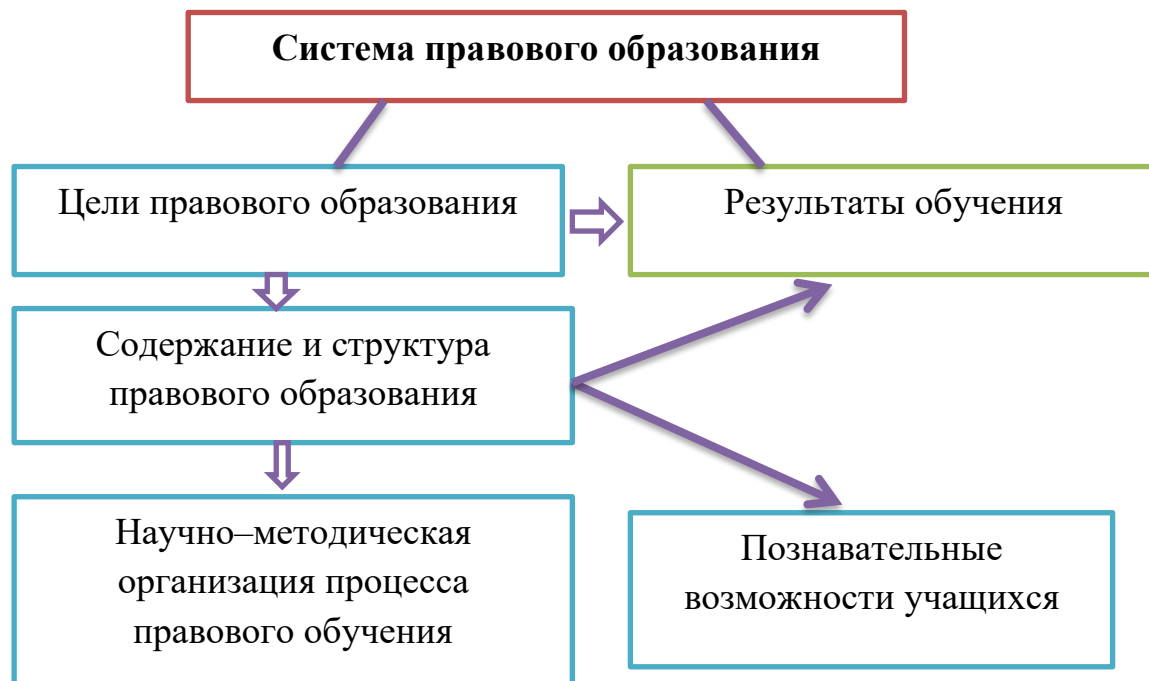 Система правового образования
Цели правового образования
Результаты обучения
Содержание и структура
правового образования
Научно–методическая
организация процесса
правового обучения
Познавательные
возможности учащихся